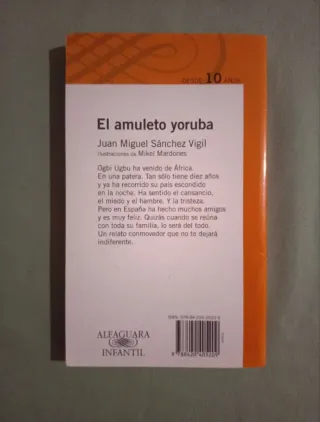 DESDE 10 AÑOS
El amuleto yoruba
Juan Miguel Sánchez Vigil
Ilustraciones de Mikel Mardones
Ogbi Ugbu ha venido de África.
En una patera. Tan sólo tiene diez años
y ya ha recorrido su país escondido
en la noche. Ha sentido el cansancio,
el miedo y el hambre. Y la tristeza.
Pero en España ha hecho muchos amigos
y es muy feliz. Quizás cuando se reúna
con toda su familia, lo será del todo.
Un relato conmovedor que no te dejará
indiferente.
ALFAGUARA
INFANTIL